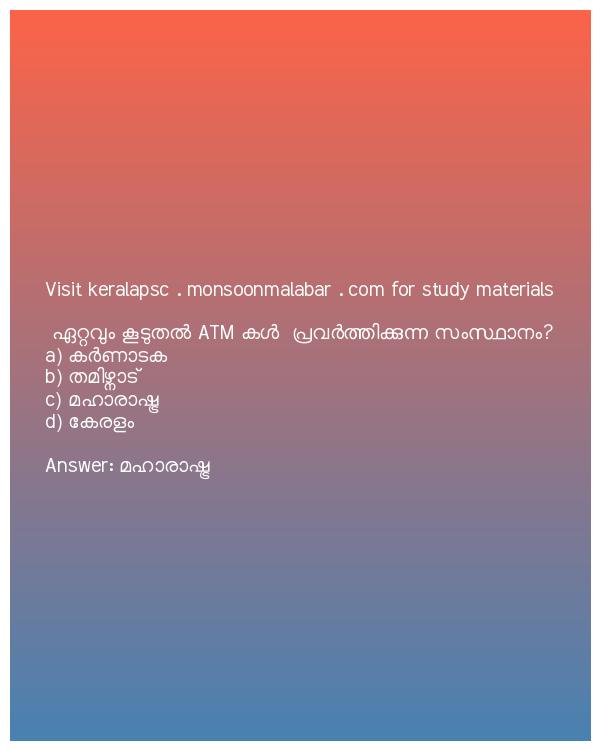 Visit keralapsc . monsoonmalabar . com for study materials
ഏറ്റവും കൂടുതൽ ATM കൾ പ്രവർത്തിക്കുന്ന സംസ്ഥാനം?
a) കർണാടക
b) തമിഴ്നാട്
c) മഹാരാഷ്ട്ര
d) കേരളം
Answer: മഹാരാഷ്ട്ര